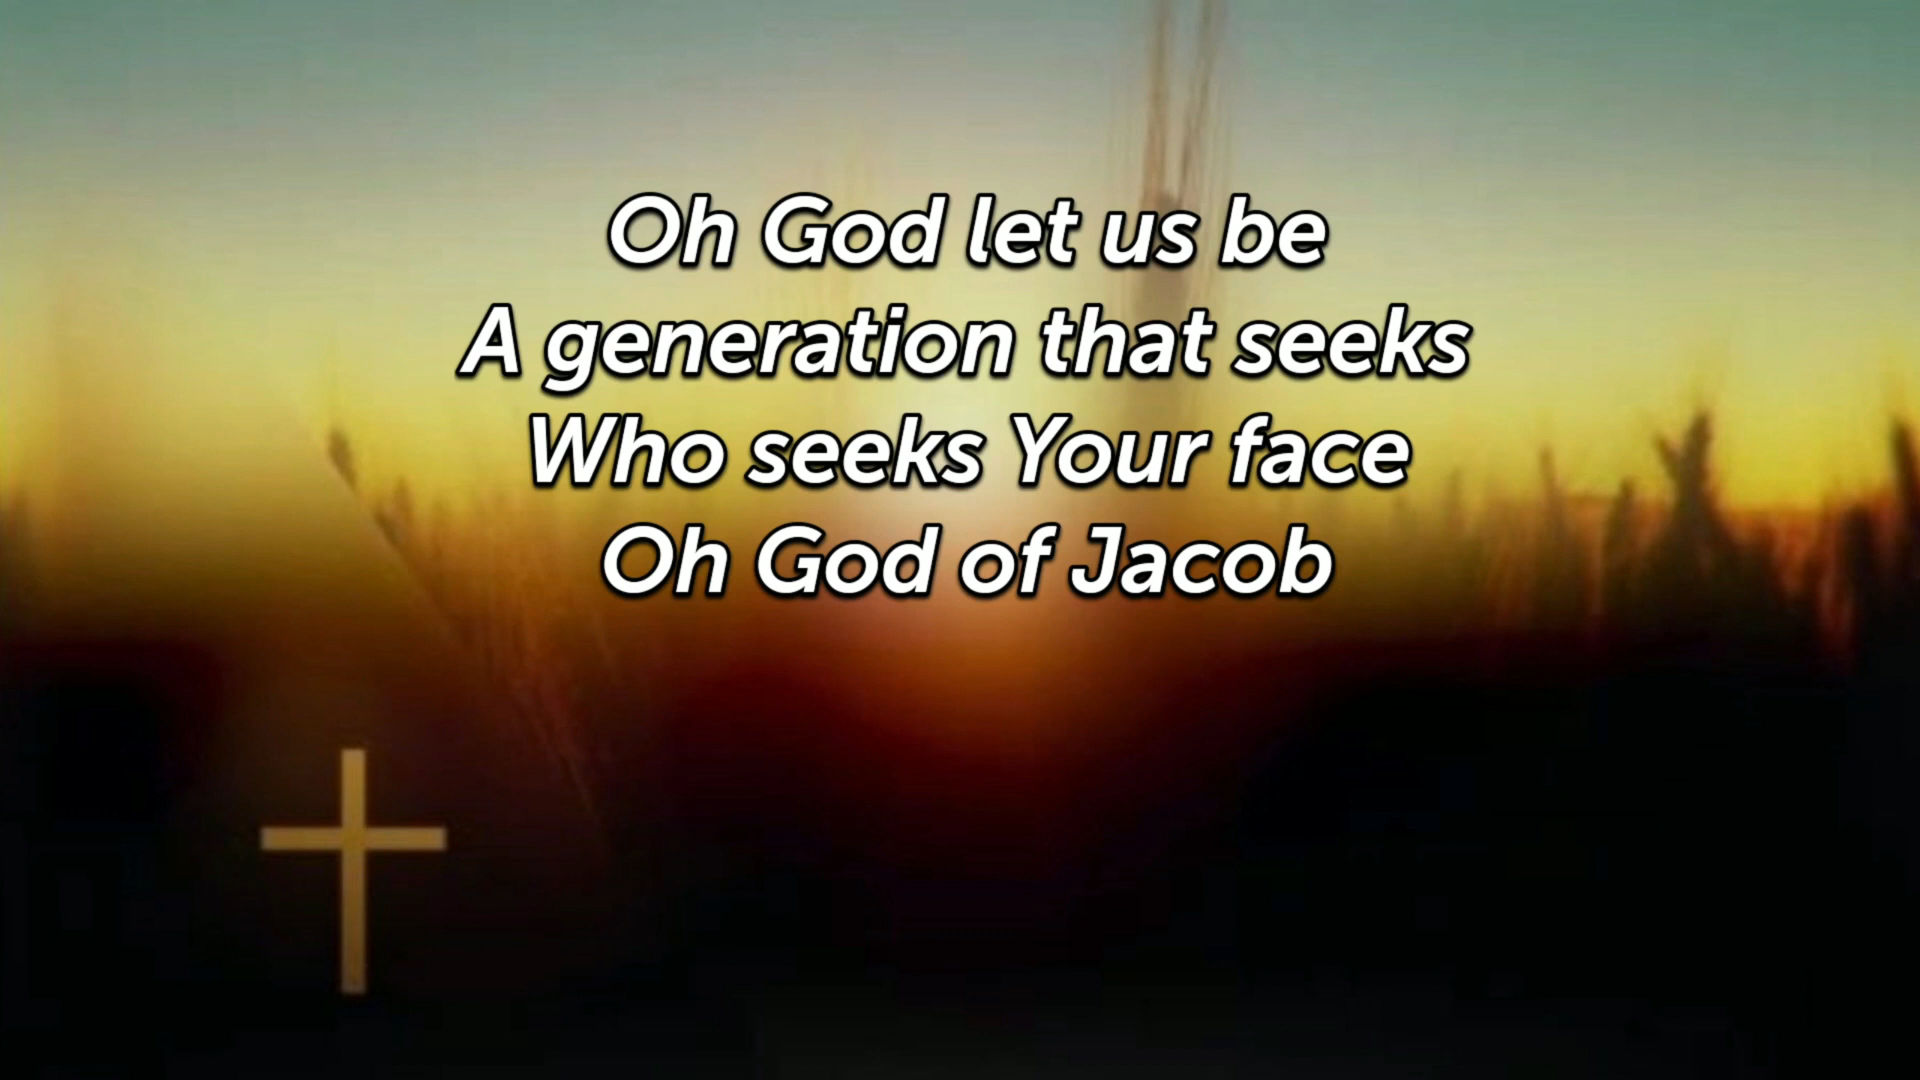 Oh God let us be
A generation that seeks
Who seeks Your face
Oh God of Jacob